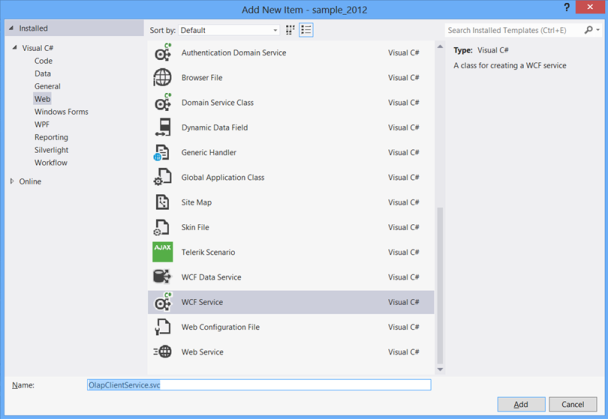 Add New Item - sample_2012
? x
Installed
Sort by: Default
Search Installed Templates (Ctrl+E)
Visual C#
Code
Data
General
Web
Windows Forms
WPF
Reporting
Silverlight
Workflow
Online
Authentication Domain Service Visual C#
Browser File Visual C#
Domain Service Class Visual C#
Dynamic Data Field Visual C#
Generic Handler Visual C#
Global Application Class Visual C#
Site Map Visual C#
Skin File Visual C#
AJAX Telerik Scenario Visual C#
WCF Data Service Visual C#
WCF Service Visual C#
Web Configuration File Visual C#
Web Service Visual C#
Type: Visual C#
A class for creating a WCF service
Name: OlapClientService.svc
Add Cancel